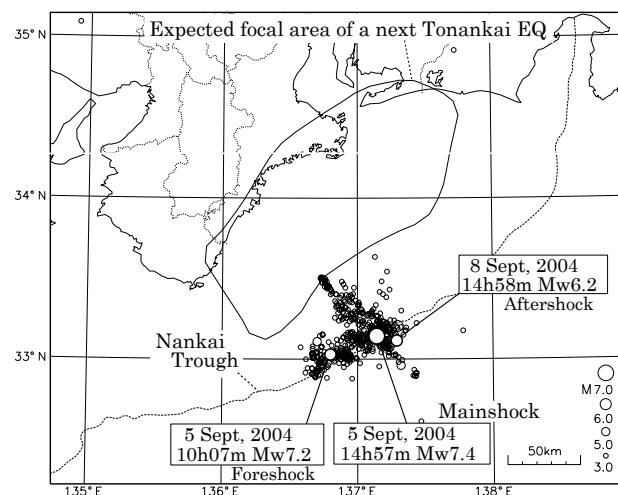 35°N
Expected focal area of a next Tonankai EQ
34°N
8 Sept, 2004
14h58m Mw6.2
Aftershock
Nankai
Trough
33°N
M7.0
6.0
5.0
3.0
Mainshock
5 Sept, 2004
10h07m Mw7.2
Foreshock
5 Sept, 2004
14h57m Mw7.4
50km
135°E
136°E
137°E
138°E